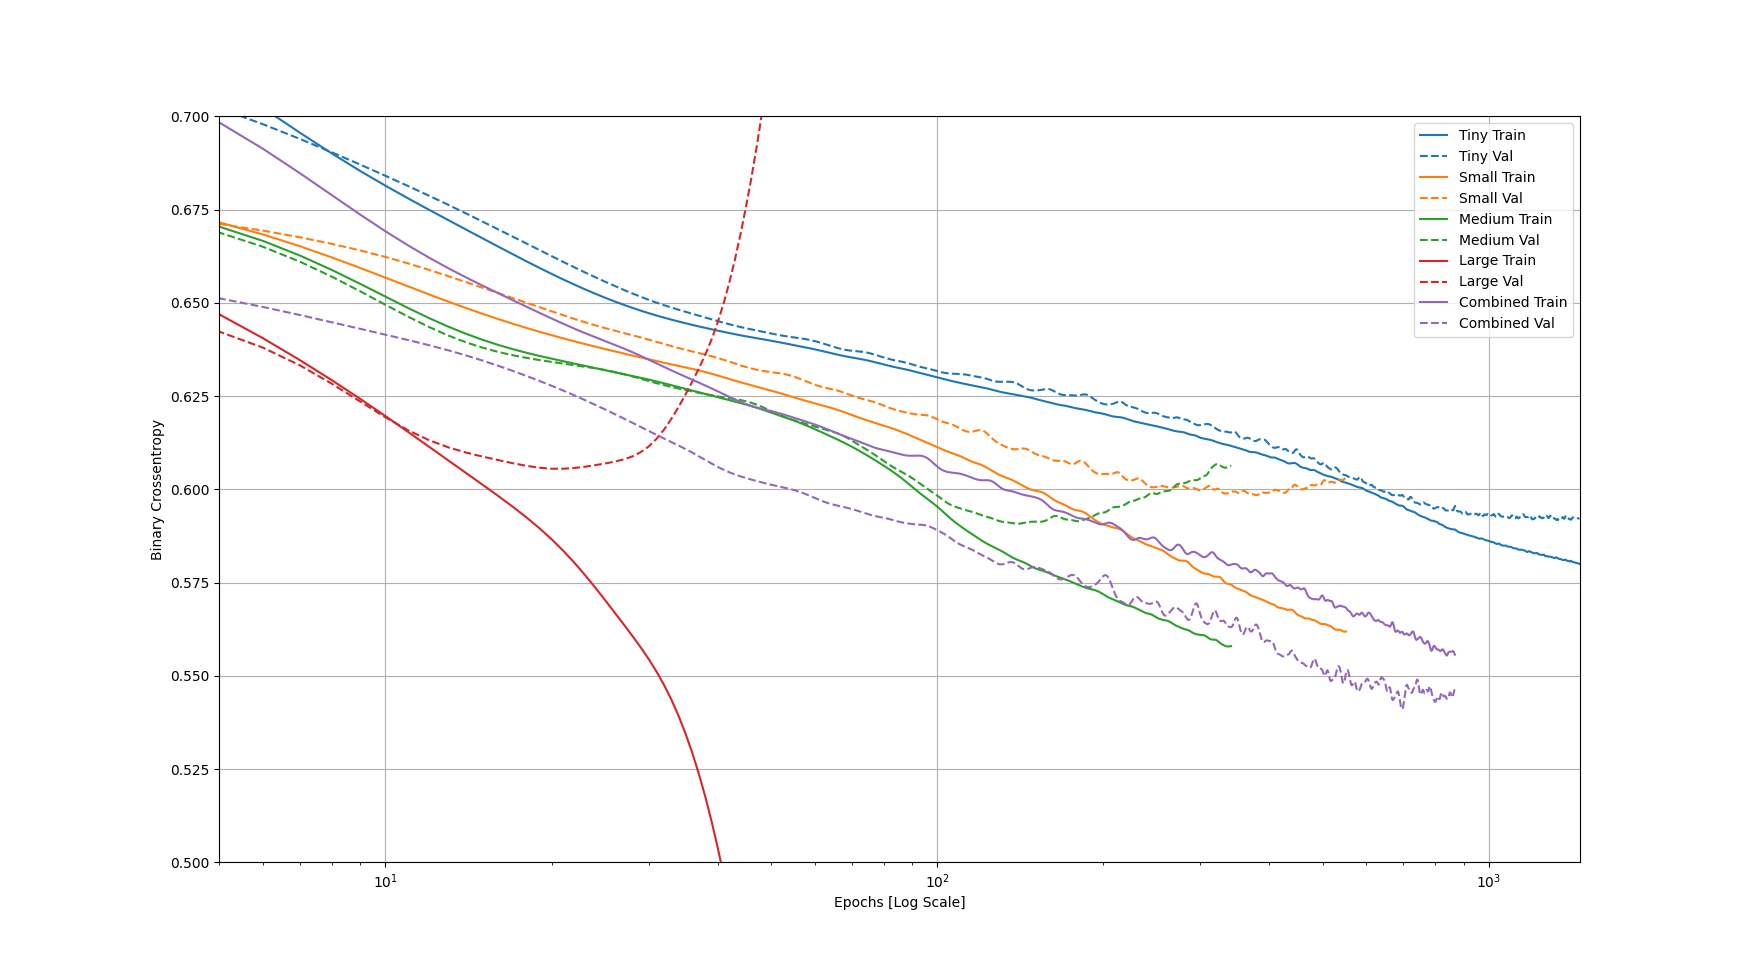 0.700
0.675
0.650
0.625
0.600
0.575
0.550
0.525
0.500
Binary Crossentropy
10¹
10²
10³
Epochs [Log Scale]
Tiny Train
Tiny Val
Small Train
Small Val
Medium Train
Medium Val
Large Train
Large Val
Combined Train
Combined Val